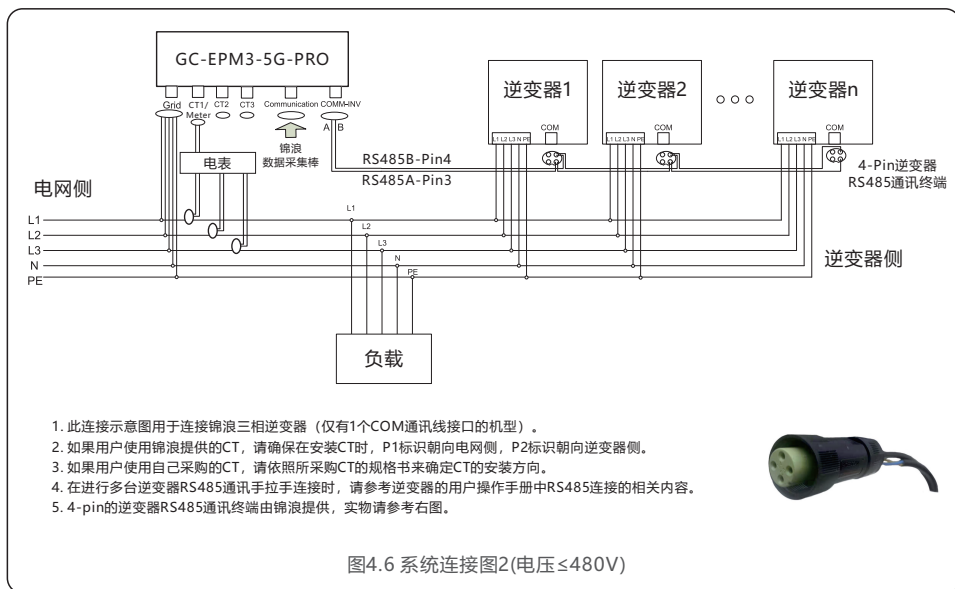 GC-EPM3-5G-PRO
Grid
CT1/
Meter
CT2
CT3
Communication
COMM-INV
A B
锦浪
数据采集棒
电表
逆变器1
逆变器2
逆变器n
L1 L2 L3 N PE
COM
L1 L2 L3 N PE
COM
L1 L2 L3 N PE
COM
RS485B-Pin4
RS485A-Pin3
4-Pin逆变器
RS485通讯终端
电网侧
L1
L2
L3
N
PE
L1
L2
L3
N
PE
逆变器侧
负载
1. 此连接示意图用于连接锦浪三相逆变器（仅有1个COM通讯线接口的机型）。
2. 如果用户使用锦浪提供的CT，请确保在安装CT时，P1标识朝向电网侧，P2标识朝向逆变器侧。
3. 如果用户使用自己采购的CT，请依照所采购CT的规格书来确定CT的安装方向。
4. 在进行多台逆变器RS485通讯手拉手连接时，请参考逆变器的用户操作手册中RS485连接的相关内容。
5. 4-pin的逆变器RS485通讯终端由锦浪提供，实物请参考右图。
图4.6 系统连接图2(电压≤480V)